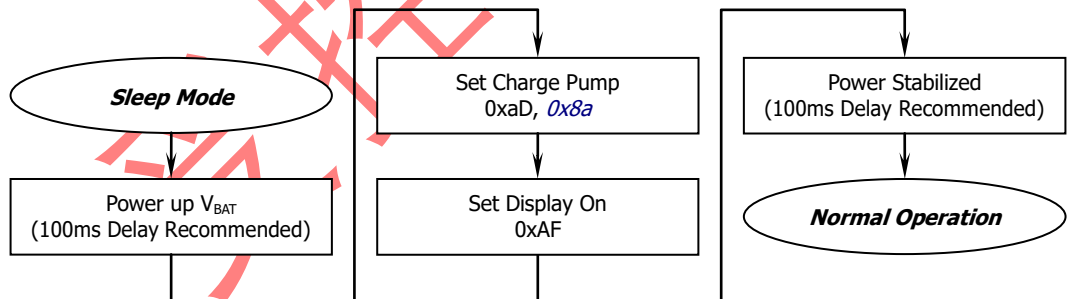 Sleep Mode
Power up VBAT
(100ms Delay Recommended)
Set Charge Pump
0xaD, 0x8a
Set Display On
0xAF
Power Stabilized
(100ms Delay Recommended)
Normal Operation